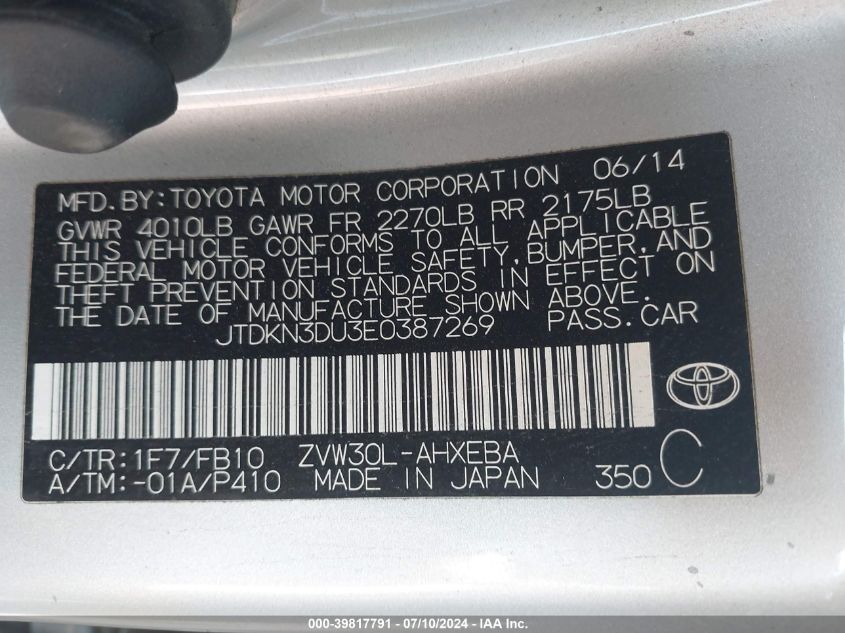 MFD. BY: TOYOTA MOTOR CORPORATION 06/14
GVWR 4010LB GAWR FR 2270LB RR 2175LB
THIS VEHICLE CONFORMS TO ALL APPLICABLE
FEDERAL MOTOR VEHICLE SAFETY, BUMPER, AND
THEFT PREVENTION STANDARDS IN EFFECT ON
THE DATE OF MANUFACTURE SHOWN ABOVE.
JTDKN3DU3E0387269 PASS. CAR
C/TR: 1F7/FB10 ZVW30L-AHXEBA
A/TM: -01A/P410 MADE IN JAPAN 350 C
000-39817791 - 07/10/2024 - IAA Inc.